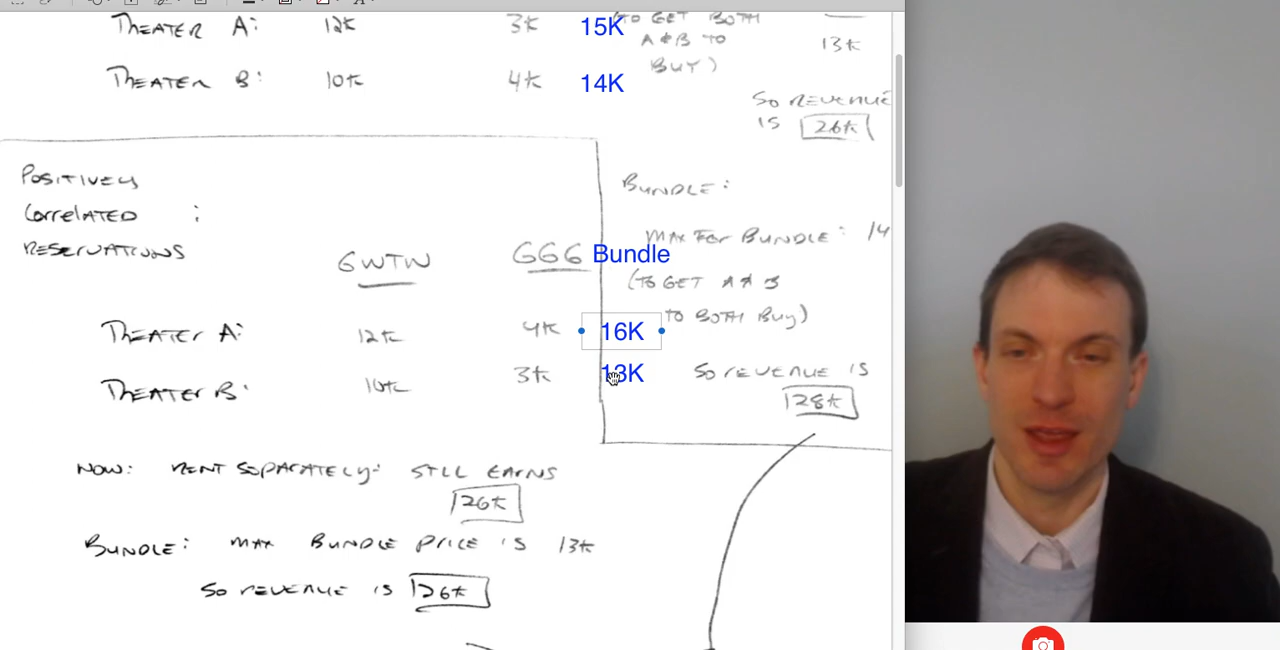 THEATER A: 12K 3K 15K (TO GET BOTH
A & B TO
BUY)
13K
THEATER B: 10K 4K 14K
SO REVENUE
IS 26K
POSITIVELY
CORRELATED :
RESERVATIONS
GWTW GGG Bundle
THEATER A: 12K 4K 16K
THEATER B: 10K 3K 13K
BUNDLE:
MAX FOR BUNDLE: 14
(TO GET A & B
TO BOTH BUY)
SO REVENUE IS
28K
NOW: RENT SEPARATELY: STILL EARNS
26K
BUNDLE: MAX BUNDLE PRICE IS 13K
SO REVENUE IS 26K